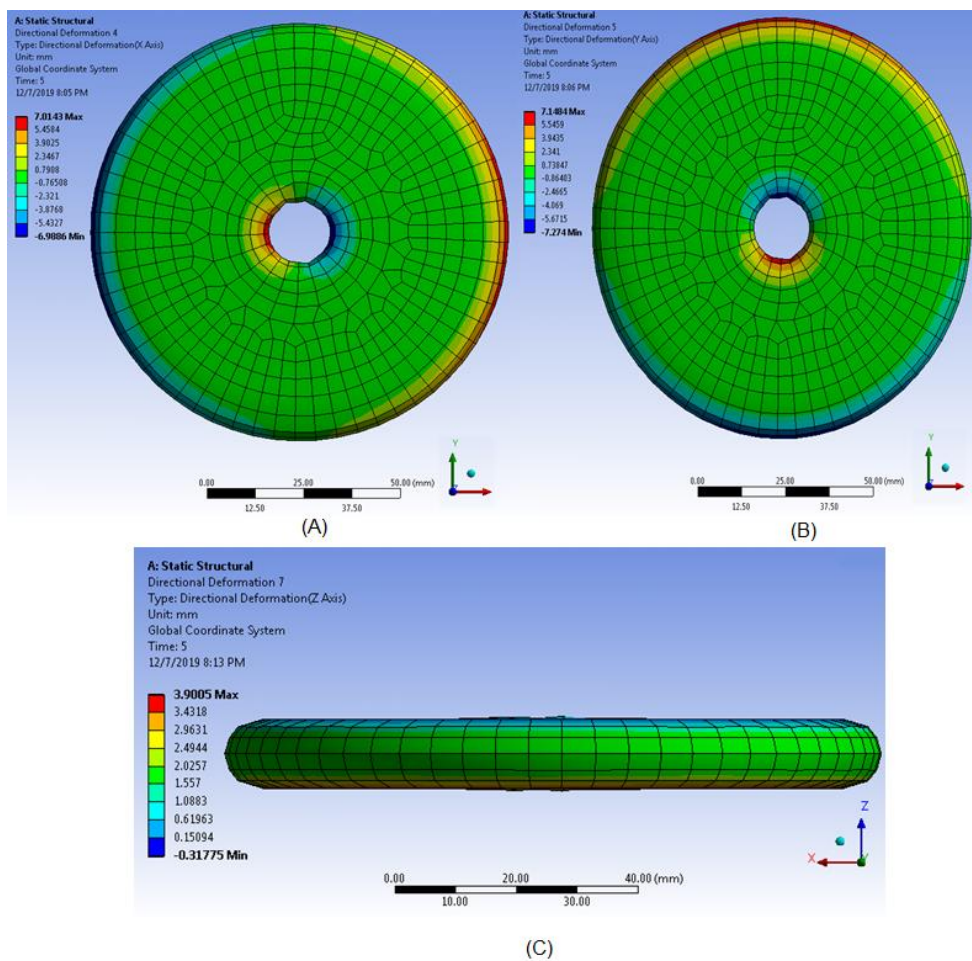 A: Static Structural
Directional Deformation 4
Type: Directional Deformation(X Axis)
Unit: mm
Global Coordinate System
Time: 5
12/7/2019 8:05 PM
7.0143 Max
5.4584
3.9025
2.3467
0.7908
-0.76508
-2.321
-3.8768
-5.4327
-6.9886 Min
Y
Z
0.00 25.00 50.00 (mm)
12.50 37.50
(A)
A: Static Structural
Directional Deformation 5
Type: Directional Deformation(Y Axis)
Unit: mm
Global Coordinate System
Time: 5
12/7/2019 8:06 PM
7.1484 Max
5.5459
3.9435
2.341
0.73847
-0.86403
-2.4665
-4.069
-5.6715
-7.274 Min
Y
Z
0.00 25.00 50.00 (mm)
12.50 37.50
(B)
A: Static Structural
Directional Deformation 7
Type: Directional Deformation(Z Axis)
Unit: mm
Global Coordinate System
Time: 5
12/7/2019 8:13 PM
3.9005 Max
3.4318
2.9631
2.4944
2.0257
1.557
1.0883
0.61963
0.15094
-0.31775 Min
Z
X Y
0.00 20.00 40.00 (mm)
10.00 30.00
(C)